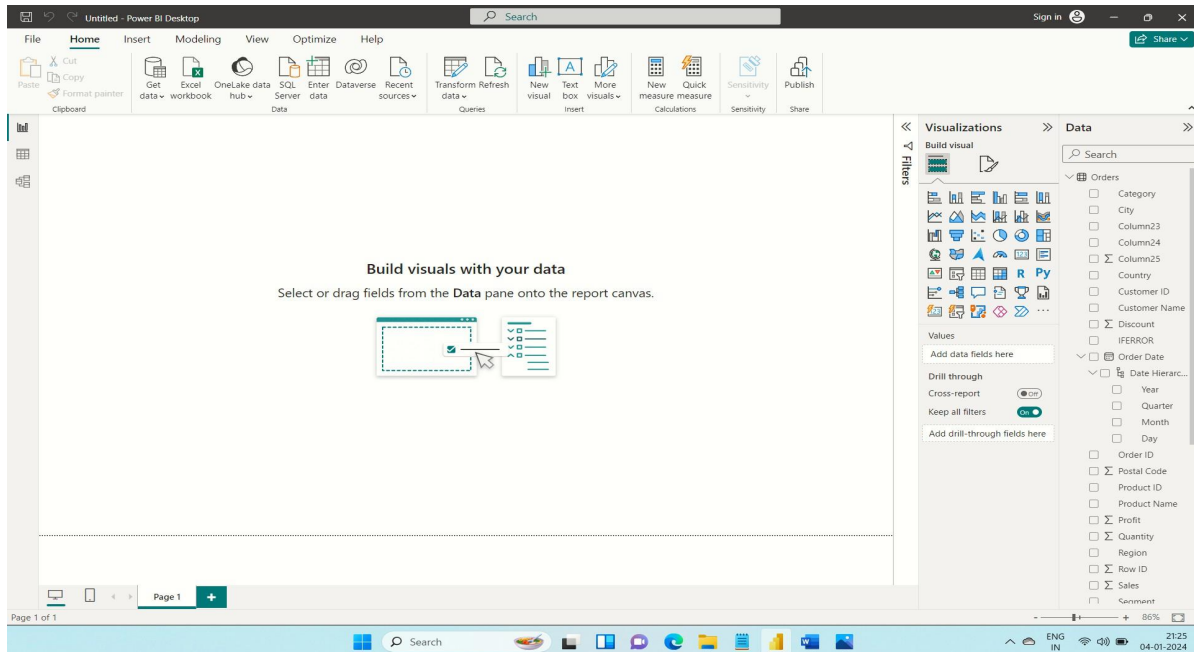 Untitled - Power BI Desktop
Search
Sign in
File Home Insert Modeling View Optimize Help
Share
Paste
Cut
Copy
Format painter
Clipboard
Get data
Excel workbook
OneLake data hub
SQL Server
Enter data
Dataverse
Recent sources
Data
Transform data
Refresh
Queries
New visual
Text box
More visuals
Insert
New measure
Quick measure
Calculations
Sensitivity
Sensitivity
Publish
Share
Build visuals with your data
Select or drag fields from the Data pane onto the report canvas.
Filters
Visualizations
Build visual
123
R Py
Values
Add data fields here
Drill through
Cross-report Off
Keep all filters On
Add drill-through fields here
Data
Search
Orders
Category
City
Column23
Column24
Column25
Country
Customer ID
Customer Name
Discount
IFERROR
Order Date
Date Hierarc...
Year
Quarter
Month
Day
Order ID
Postal Code
Product ID
Product Name
Profit
Quantity
Region
Row ID
Sales
Segment
Page 1
Page 1 of 1
86%
Search
ENG
IN
21:25
04-01-2024